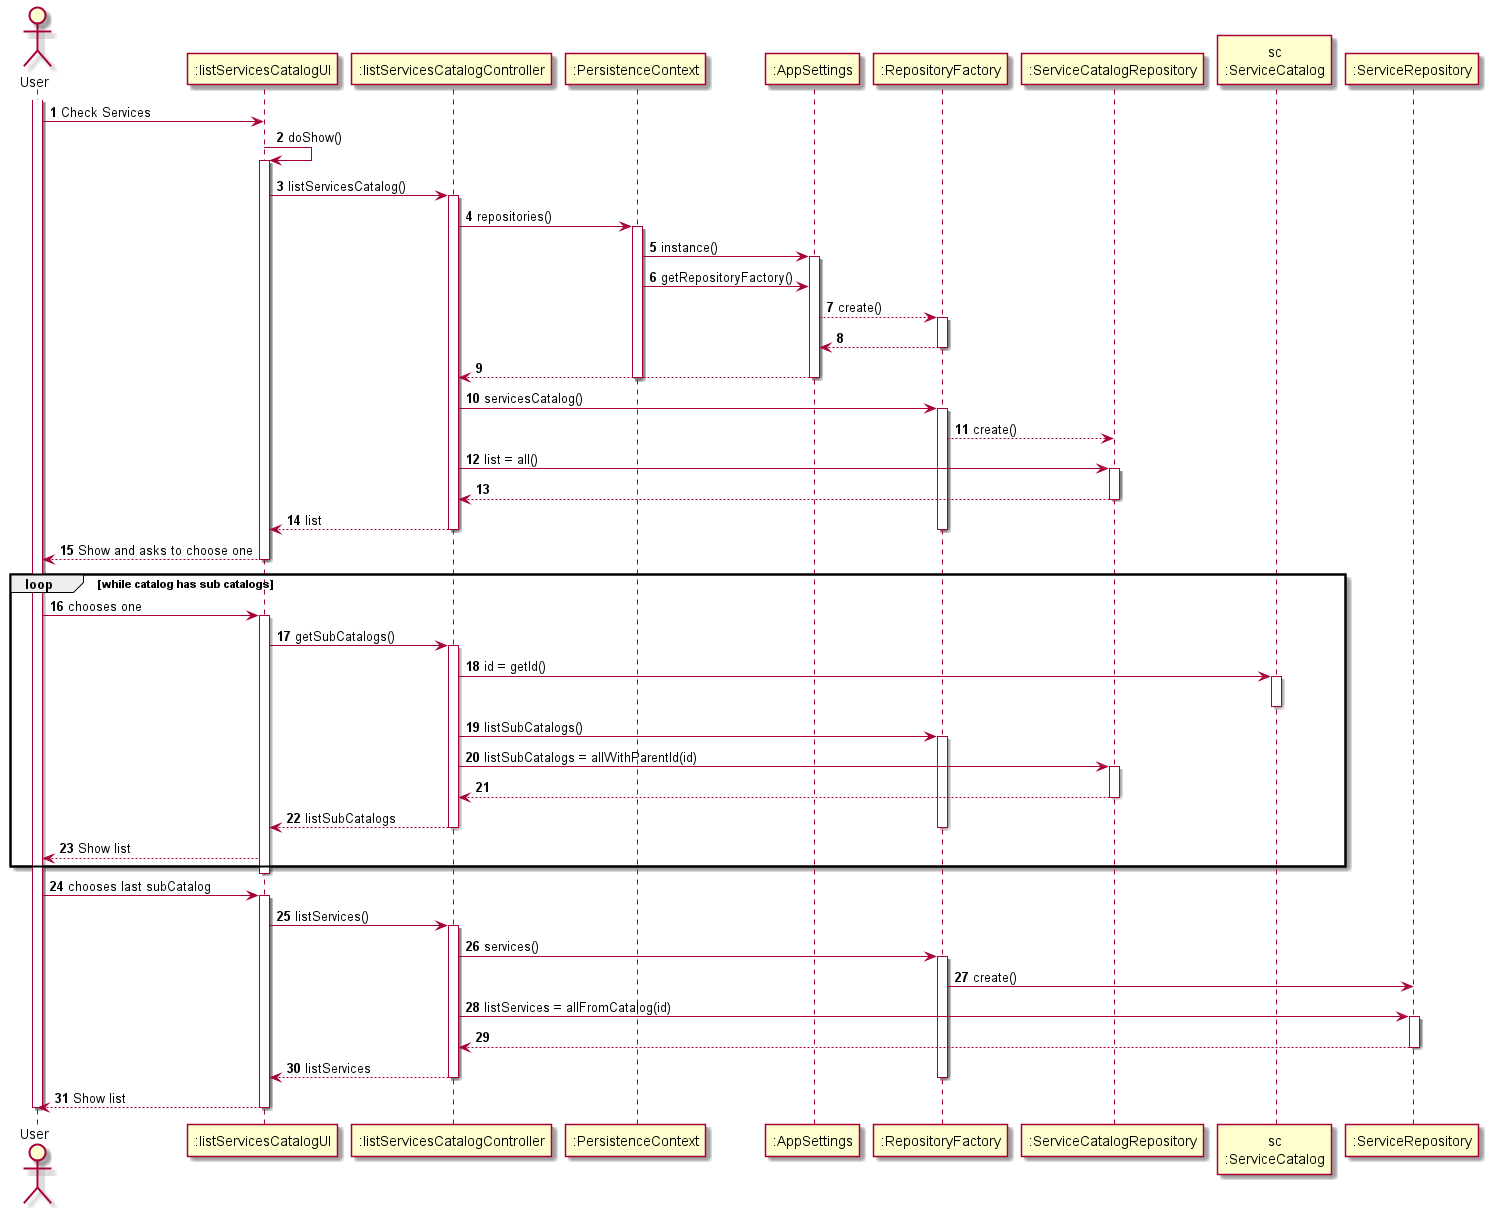 User
:listServicesCatalogUI
:listServicesCatalogController
:PersistenceContext
:AppSettings
:RepositoryFactory
:ServiceCatalogRepository
sc
:ServiceCatalog
:ServiceRepository
1 Check Services
2 doShow()
3 listServicesCatalog()
4 repositories()
5 instance()
6 getRepositoryFactory()
7 create()
8
9
10 servicesCatalog()
11 create()
12 list = all()
13
14 list
15 Show and asks to choose one
loop [while catalog has sub catalogs]
16 chooses one
17 getSubCatalogs()
18 id = getId()
19 listSubCatalogs()
20 listSubCatalogs = allWithParentId(id)
21
22 listSubCatalogs
23 Show list
24 chooses last subCatalog
25 listServices()
26 services()
27 create()
28 listServices = allFromCatalog(id)
29
30 listServices
31 Show list
User
:listServicesCatalogUI
:listServicesCatalogController
:PersistenceContext
:AppSettings
:RepositoryFactory
:ServiceCatalogRepository
sc
:ServiceCatalog
:ServiceRepository